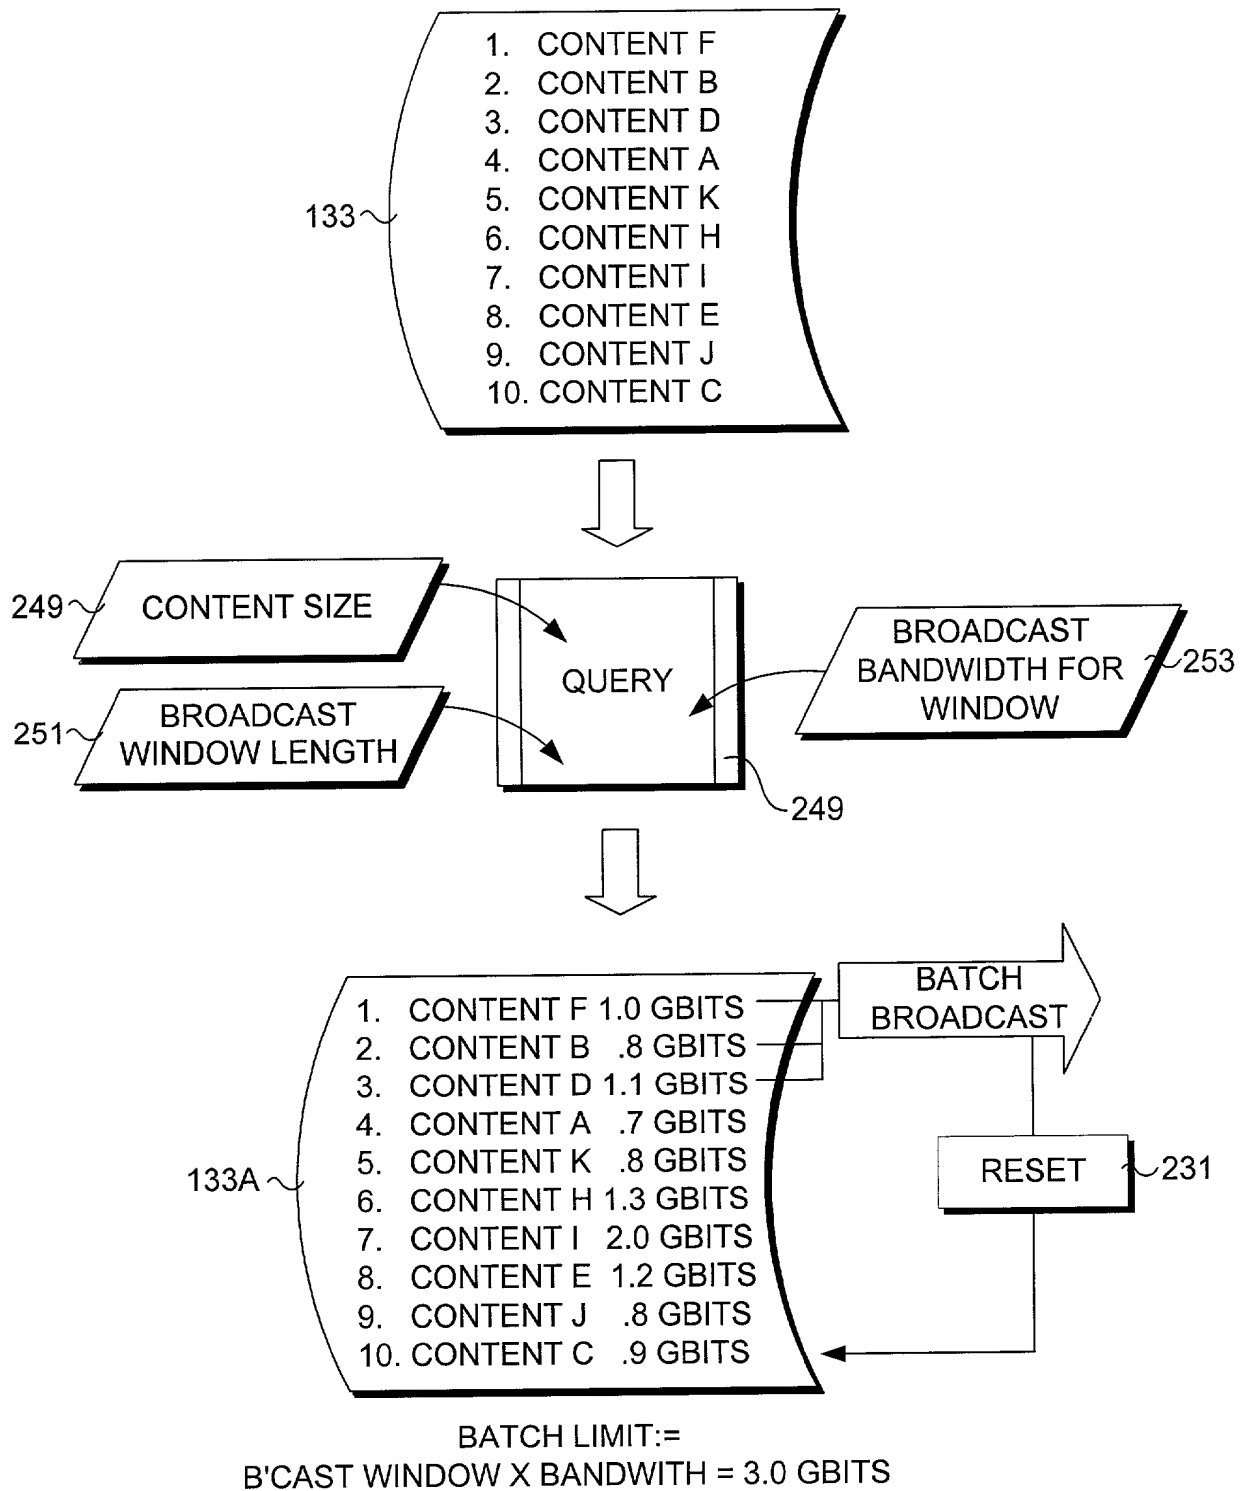 1. CONTENT F
2. CONTENT B
3. CONTENT D
4. CONTENT A
5. CONTENT K
6. CONTENT H
7. CONTENT I
8. CONTENT E
9. CONTENT J
10. CONTENT C
133
249
CONTENT SIZE
251
BROADCAST
WINDOW LENGTH
QUERY
249
BROADCAST
BANDWIDTH FOR
WINDOW
253
1. CONTENT F 1.0 GBITS
2. CONTENT B .8 GBITS
3. CONTENT D 1.1 GBITS
4. CONTENT A .7 GBITS
5. CONTENT K .8 GBITS
6. CONTENT H 1.3 GBITS
7. CONTENT I 2.0 GBITS
8. CONTENT E 1.2 GBITS
9. CONTENT J .8 GBITS
10. CONTENT C .9 GBITS
133A
BATCH
BROADCAST
RESET
231
BATCH LIMIT:=
B'CAST WINDOW X BANDWITH = 3.0 GBITS